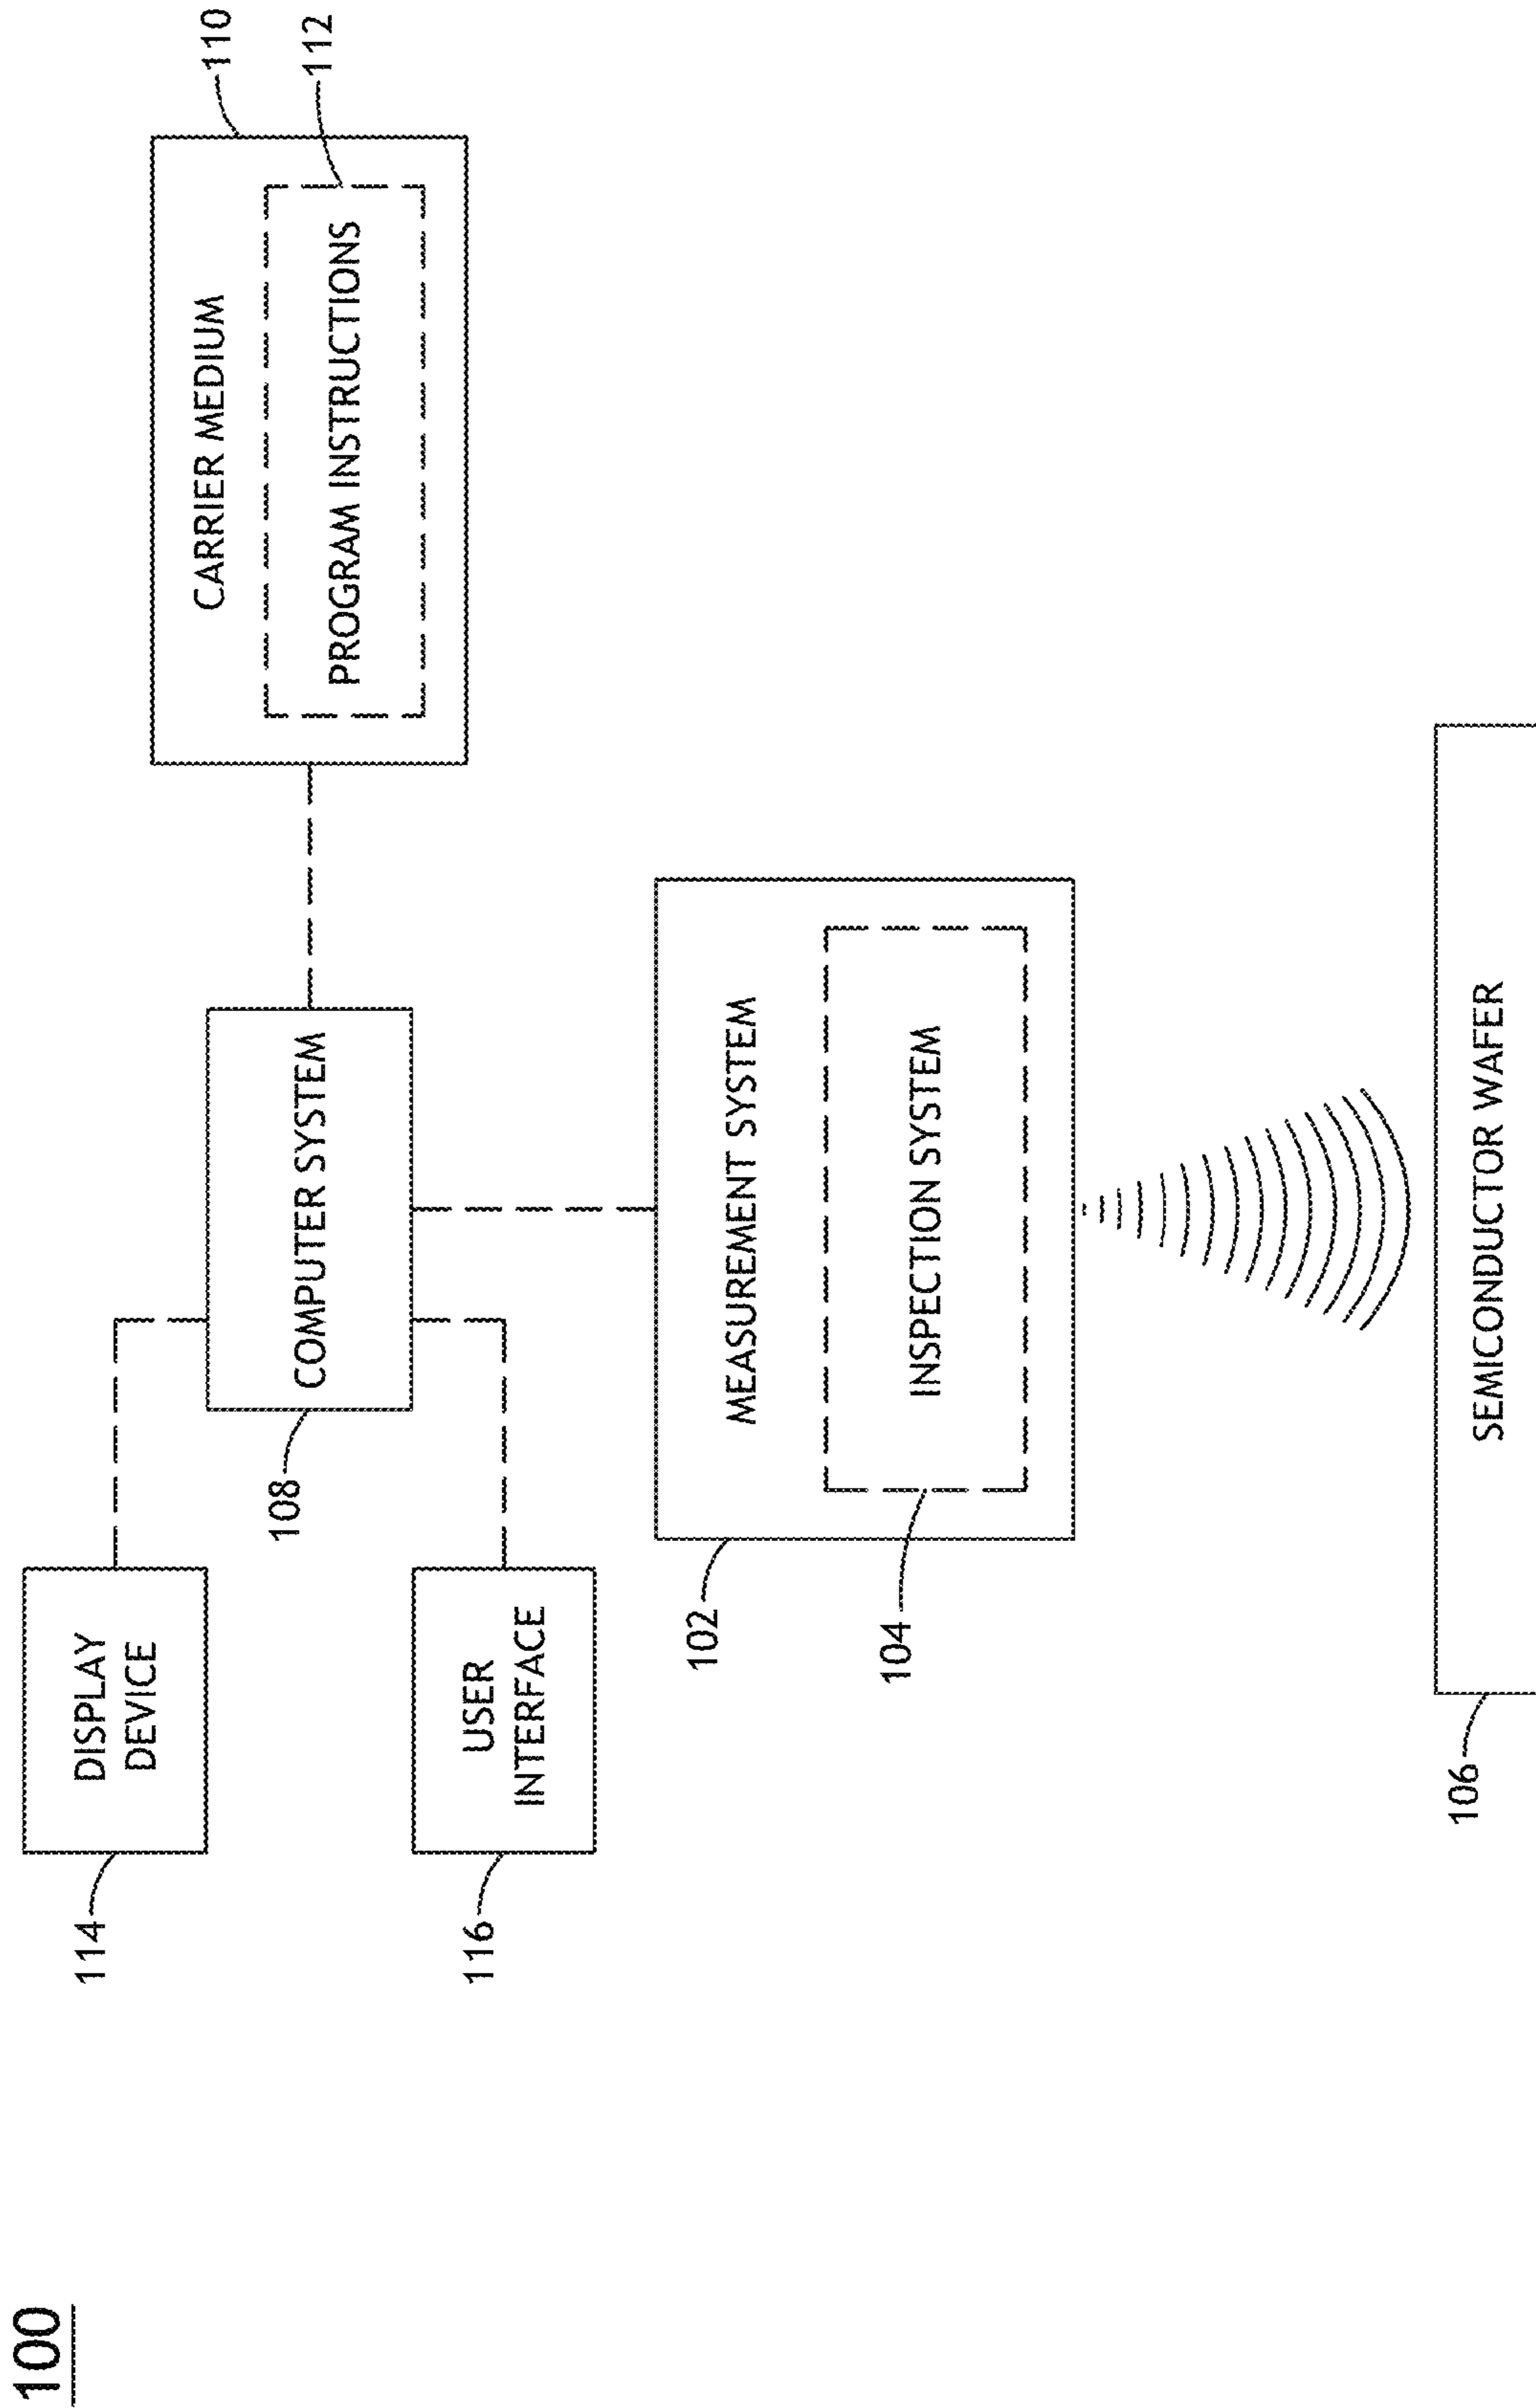 100
114
DISPLAY
DEVICE
116
USER
INTERFACE
108
COMPUTER SYSTEM
110
CARRIER MEDIUM
112
PROGRAM INSTRUCTIONS
102
MEASUREMENT SYSTEM
104
INSPECTION SYSTEM
106
SEMICONDUCTOR WAFER